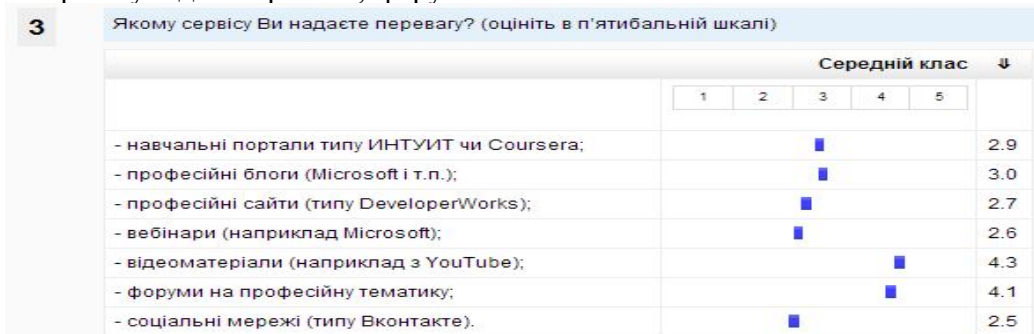 3
Якому сервісу Ви надаєте перевагу? (оцініть в п'ятибальній шкалі)
Середній клас ⇓
1 2 3 4 5
- навчальні портали типу ИНТУИТ чи Coursera; 2.9
- професійні блоги (Microsoft і т.п.); 3.0
- професійні сайти (типу DeveloperWorks); 2.7
- вебінари (наприклад Microsoft); 2.6
- відеоматеріали (наприклад з YouTube); 4.3
- форуми на професійну тематику; 4.1
- соціальні мережі (типу Вконтакте). 2.5